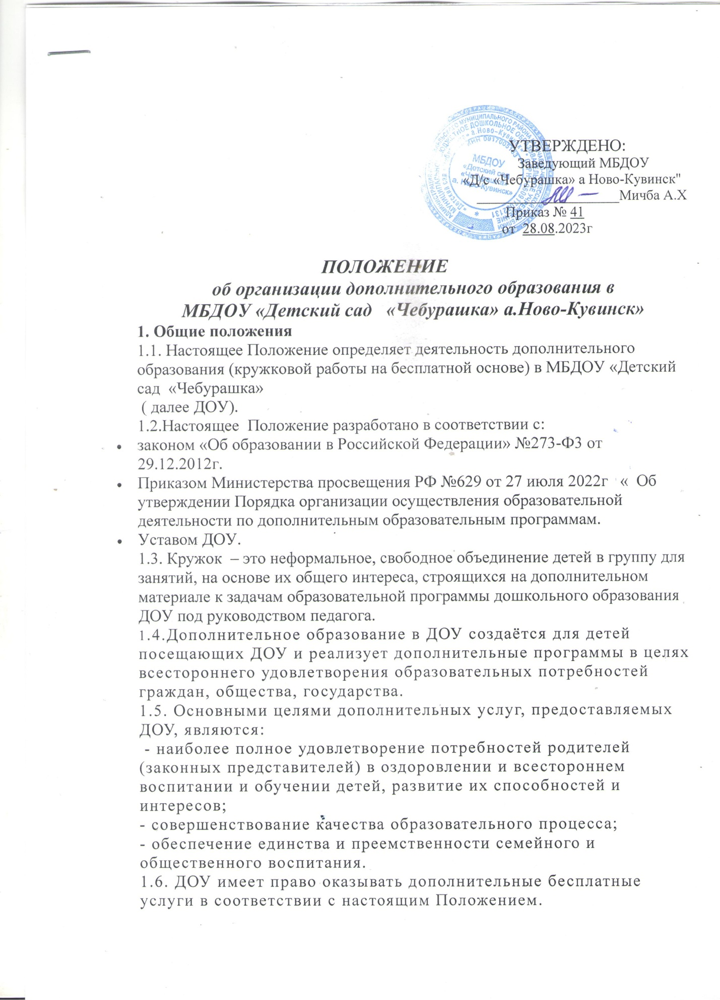 УТВЕРЖДЕНО:
Заведующий МБДОУ
«Д/с «Чебурашка» а Ново-Кувинск"
Мичба А.Х
Приказ № 41
от 28.08.2023г
МБДОУ
«Детский сад
«Чебурашка»
а. Ново-Кувинск»
ПОЛОЖЕНИЕ
об организации дополнительного образования в
МБДОУ «Детский сад «Чебурашка» а.Ново-Кувинск»
1. Общие положения
1.1. Настоящее Положение определяет деятельность дополнительного
образования (кружковой работы на бесплатной основе) в МБДОУ «Детский
сад «Чебурашка»
( далее ДОУ).
1.2.Настоящее Положение разработано в соответствии с:
• законом «Об образовании в Российской Федерации» №273-ФЗ от
29.12.2012г.
• Приказом Министерства просвещения РФ №629 от 27 июля 2022г « Об
утверждении Порядка организации осуществления образовательной
деятельности по дополнительным образовательным программам.
• Уставом ДОУ.
1.3. Кружок – это неформальное, свободное объединение детей в группу для
занятий, на основе их общего интереса, строящихся на дополнительном
материале к задачам образовательной программы дошкольного образования
ДОУ под руководством педагога.
1.4.Дополнительное образование в ДОУ создаётся для детей
посещающих ДОУ и реализует дополнительные программы в целях
всестороннего удовлетворения образовательных потребностей
граждан, общества, государства.
1.5. Основными целями дополнительных услуг, предоставляемых
ДОУ, являются:
- наиболее полное удовлетворение потребностей родителей
(законных представителей) в оздоровлении и всестороннем
воспитании и обучении детей, развитие их способностей и
интересов;
- совершенствование качества образовательного процесса;
- обеспечение единства и преемственности семейного и
общественного воспитания.
1.6. ДОУ имеет право оказывать дополнительные бесплатные
услуги в соответствии с настоящим Положением.